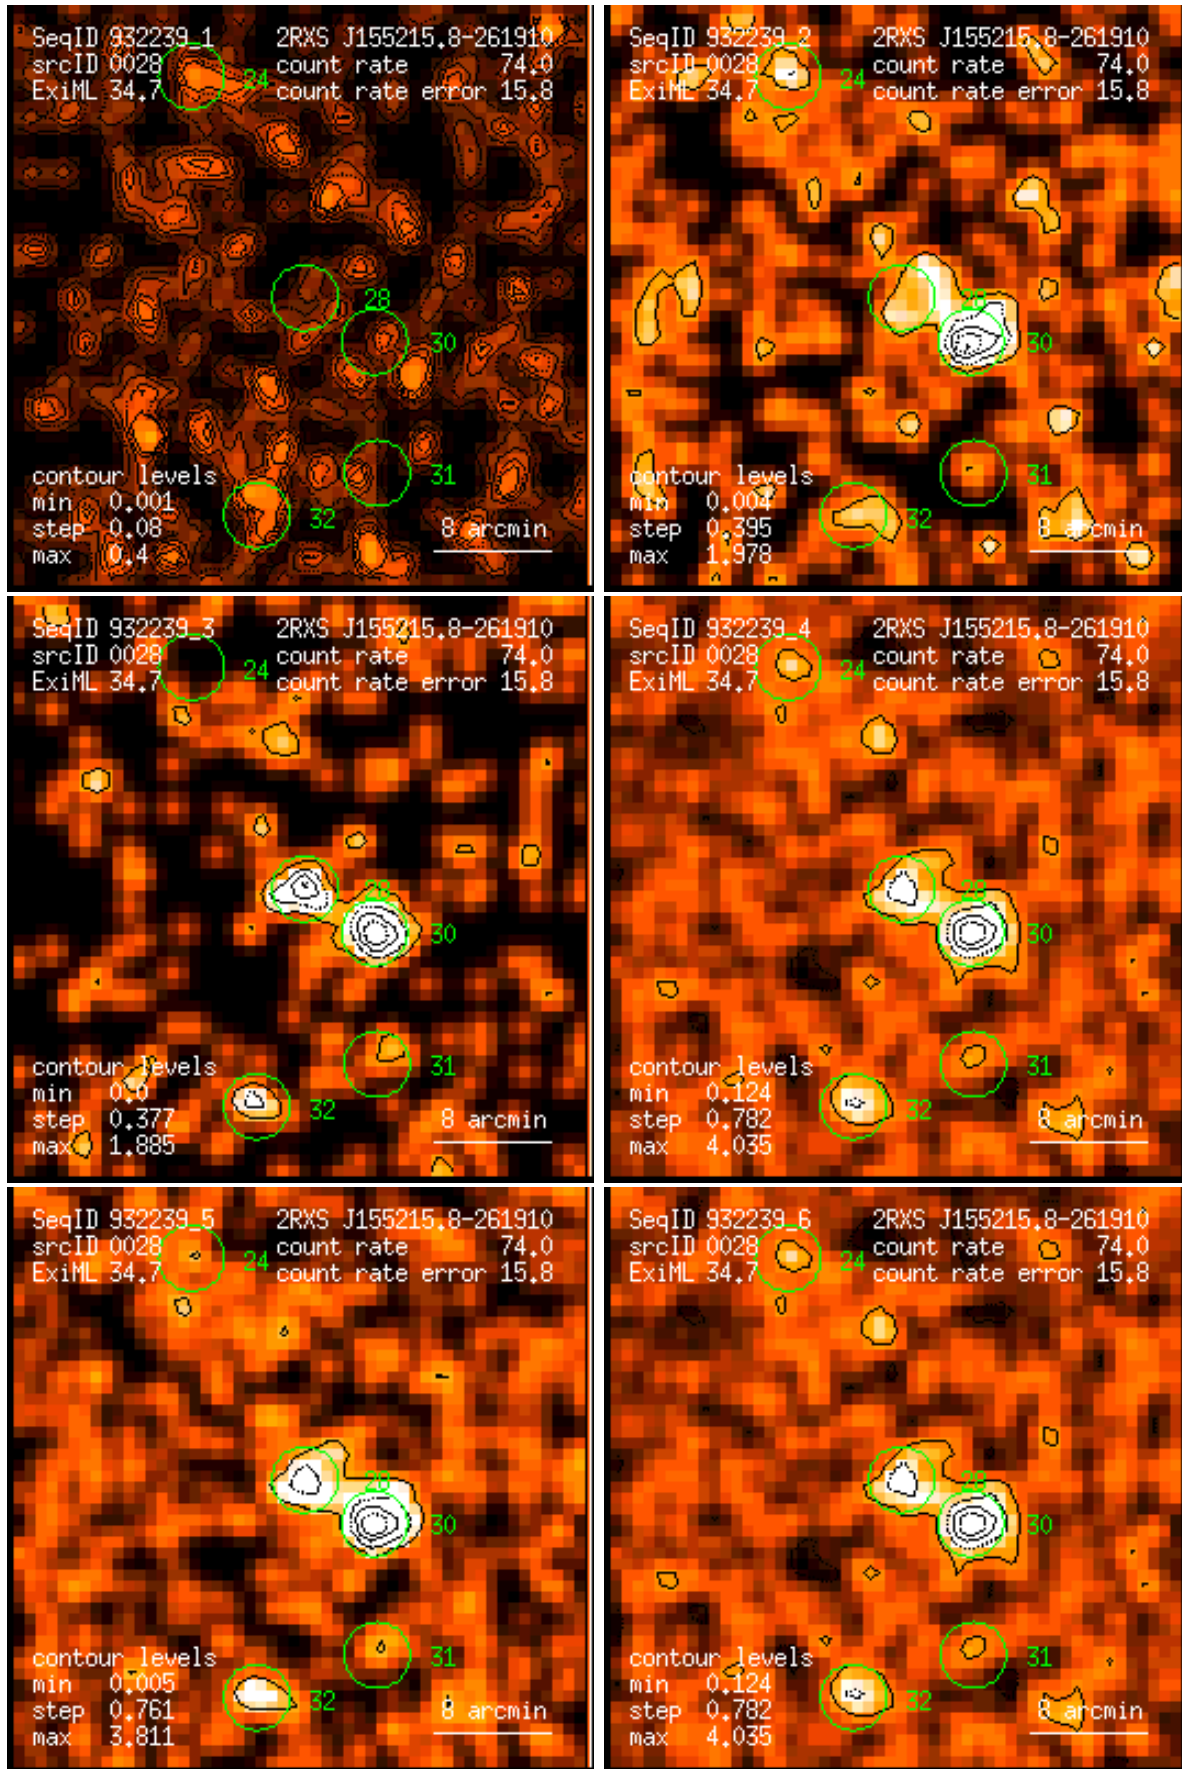 SeqID 932239_1 2RXS J155215.8-261910
srcID 0028 count rate 74.0
ExiML 34.7 24 count rate error 15.8
28
30
31
32
contour levels
min 0.001
step 0.08 8 arcmin
max 0.4
SeqID 932239_2 2RXS J155215.8-261910
srcID 0028 count rate 74.0
ExiML 34.7 24 count rate error 15.8
28
30
31
32
contour levels
min 0.004
step 0.395 8 arcmin
max 1.978
SeqID 932239_3 2RXS J155215.8-261910
srcID 0028 count rate 74.0
ExiML 34.7 24 count rate error 15.8
28
30
31
32
contour levels
min 0.0
step 0.377 8 arcmin
max 1.885
SeqID 932239_4 2RXS J155215.8-261910
srcID 0028 count rate 74.0
ExiML 34.7 24 count rate error 15.8
28
30
31
32
contour levels
min 0.124
step 0.782 8 arcmin
max 4.035
SeqID 932239_5 2RXS J155215.8-261910
srcID 0028 count rate 74.0
ExiML 34.7 24 count rate error 15.8
28
30
31
32
contour levels
min 0.005
step 0.761 8 arcmin
max 3.811
SeqID 932239_6 2RXS J155215.8-261910
srcID 0028 count rate 74.0
ExiML 34.7 24 count rate error 15.8
28
30
31
32
contour levels
min 0.124
step 0.782 8 arcmin
max 4.035